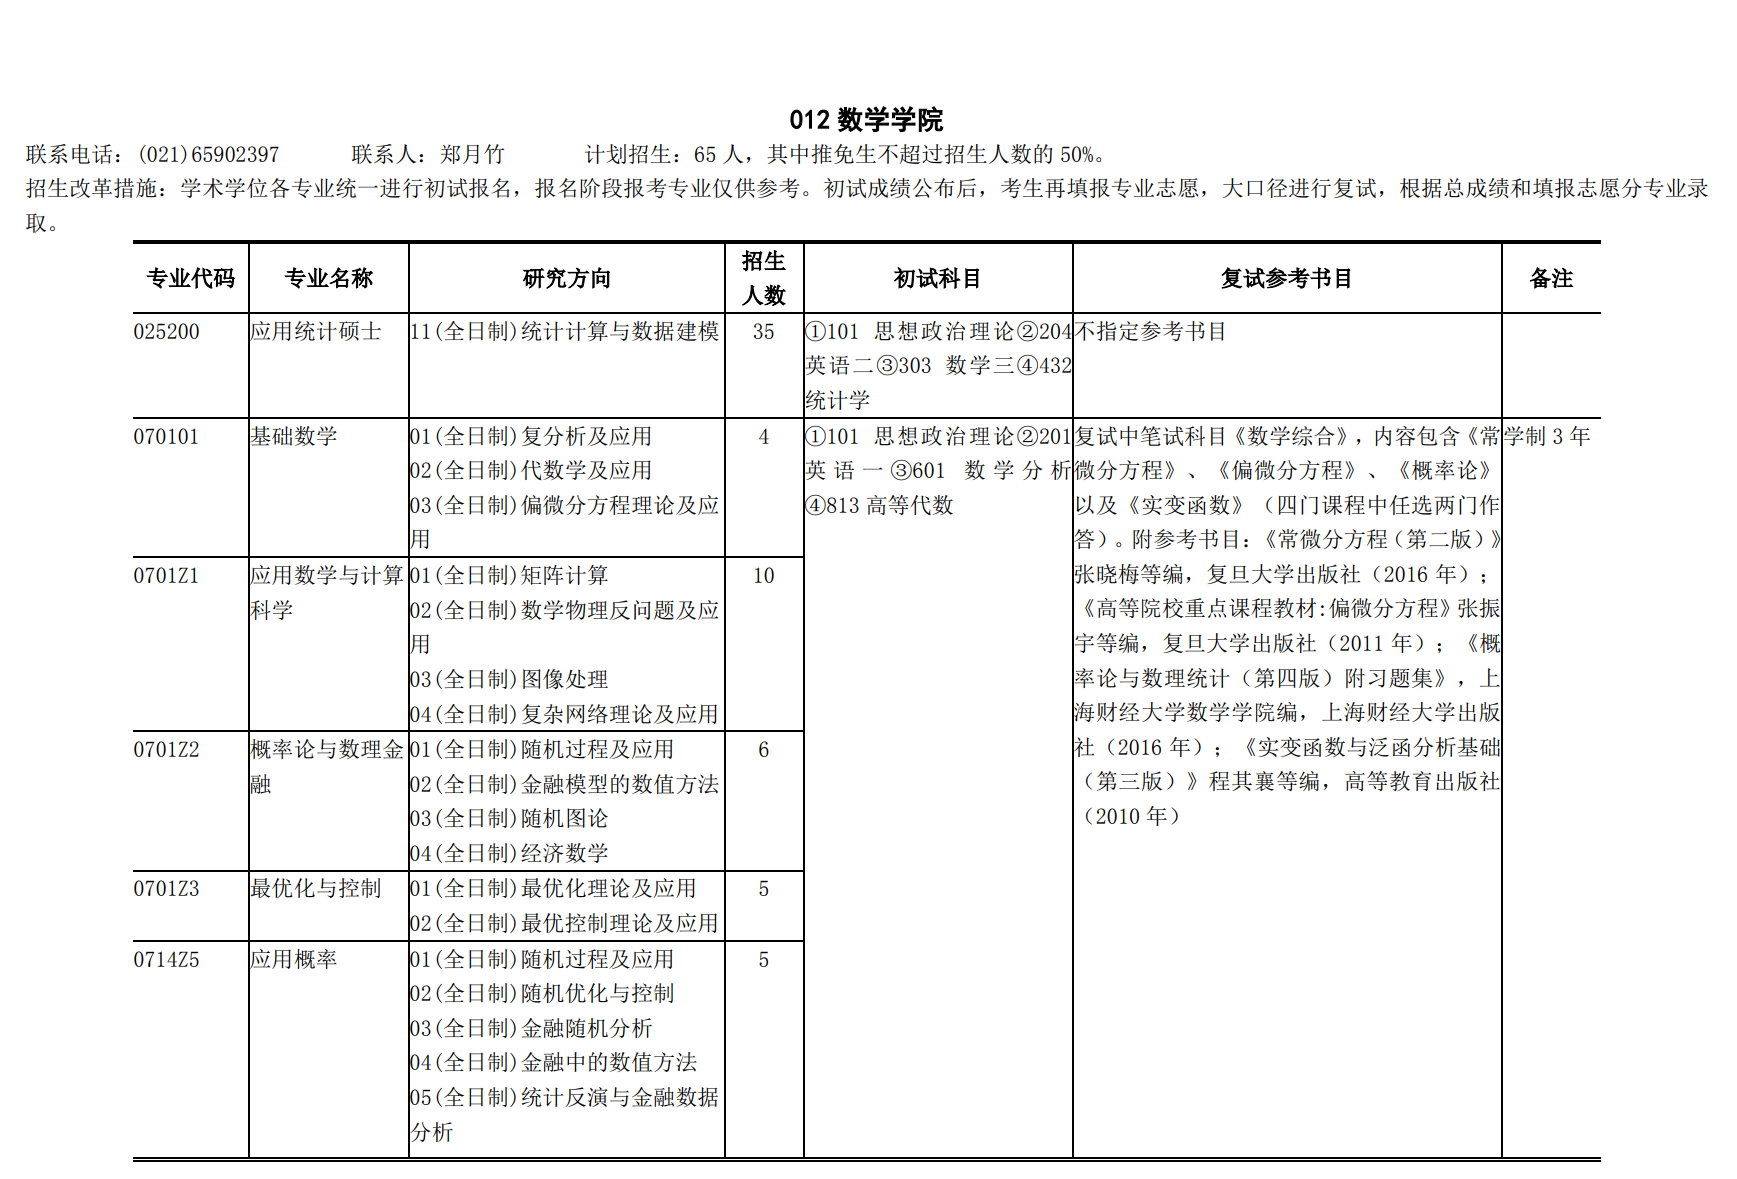 012 数学学院
联系电话：(021)65902397 联系人：郑月竹 计划招生：65 人，其中推免生不超过招生人数的 50%。
招生改革措施：学术学位各专业统一进行初试报名，报名阶段报考专业仅供参考。初试成绩公布后，考生再填报专业志愿，大口径进行复试，根据总成绩和填报志愿分专业录
取。
专业代码 专业名称 研究方向 招生
人数 初试科目 复试参考书目 备注
025200
应用统计硕士
11(全日制)统计计算与数据建模
35
①101 思想政治理论②204
英语二③303 数学三④432
统计学
不指定参考书目
070101
基础数学
01(全日制)复分析及应用
02(全日制)代数学及应用
03(全日制)偏微分方程理论及应
用
4
①101 思想政治理论②201
英语一③601 数学分析
④813 高等代数
复试中笔试科目《数学综合》，内容包含《常
微分方程》、《偏微分方程》、《概率论》
以及《实变函数》（四门课程中任选两门作
答）。附参考书目：《常微分方程（第二版）》
张晓梅等编，复旦大学出版社（2016 年）；
《高等院校重点课程教材:偏微分方程》张振
宇等编，复旦大学出版社（2011 年）；《概
率论与数理统计（第四版）附习题集》，上
海财经大学数学学院编，上海财经大学出版
社（2016 年）；《实变函数与泛函分析基础
（第三版）》程其襄等编，高等教育出版社
（2010 年）
学制 3 年
0701Z1
应用数学与计算
科学
01(全日制)矩阵计算
02(全日制)数学物理反问题及应
用
03(全日制)图像处理
04(全日制)复杂网络理论及应用
10
0701Z2
概率论与数理金
融
01(全日制)随机过程及应用
02(全日制)金融模型的数值方法
03(全日制)随机图论
04(全日制)经济数学
6
0701Z3
最优化与控制
01(全日制)最优化理论及应用
02(全日制)最优控制理论及应用
5
0714Z5
应用概率
01(全日制)随机过程及应用
02(全日制)随机优化与控制
03(全日制)金融随机分析
04(全日制)金融中的数值方法
05(全日制)统计反演与金融数据
分析
5